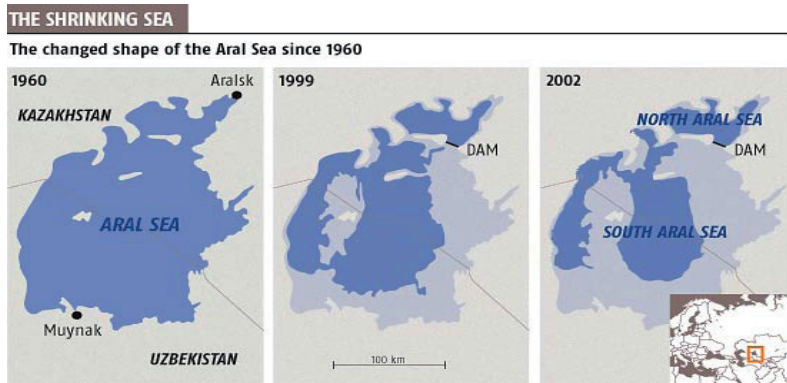 THE SHRINKING SEA
The changed shape of the Aral Sea since 1960
1960
Aralsk
KAZAKHSTAN
ARAL SEA
Muynak
UZBEKISTAN
1999
DAM
100 km
2002
NORTH ARAL SEA
DAM
SOUTH ARAL SEA